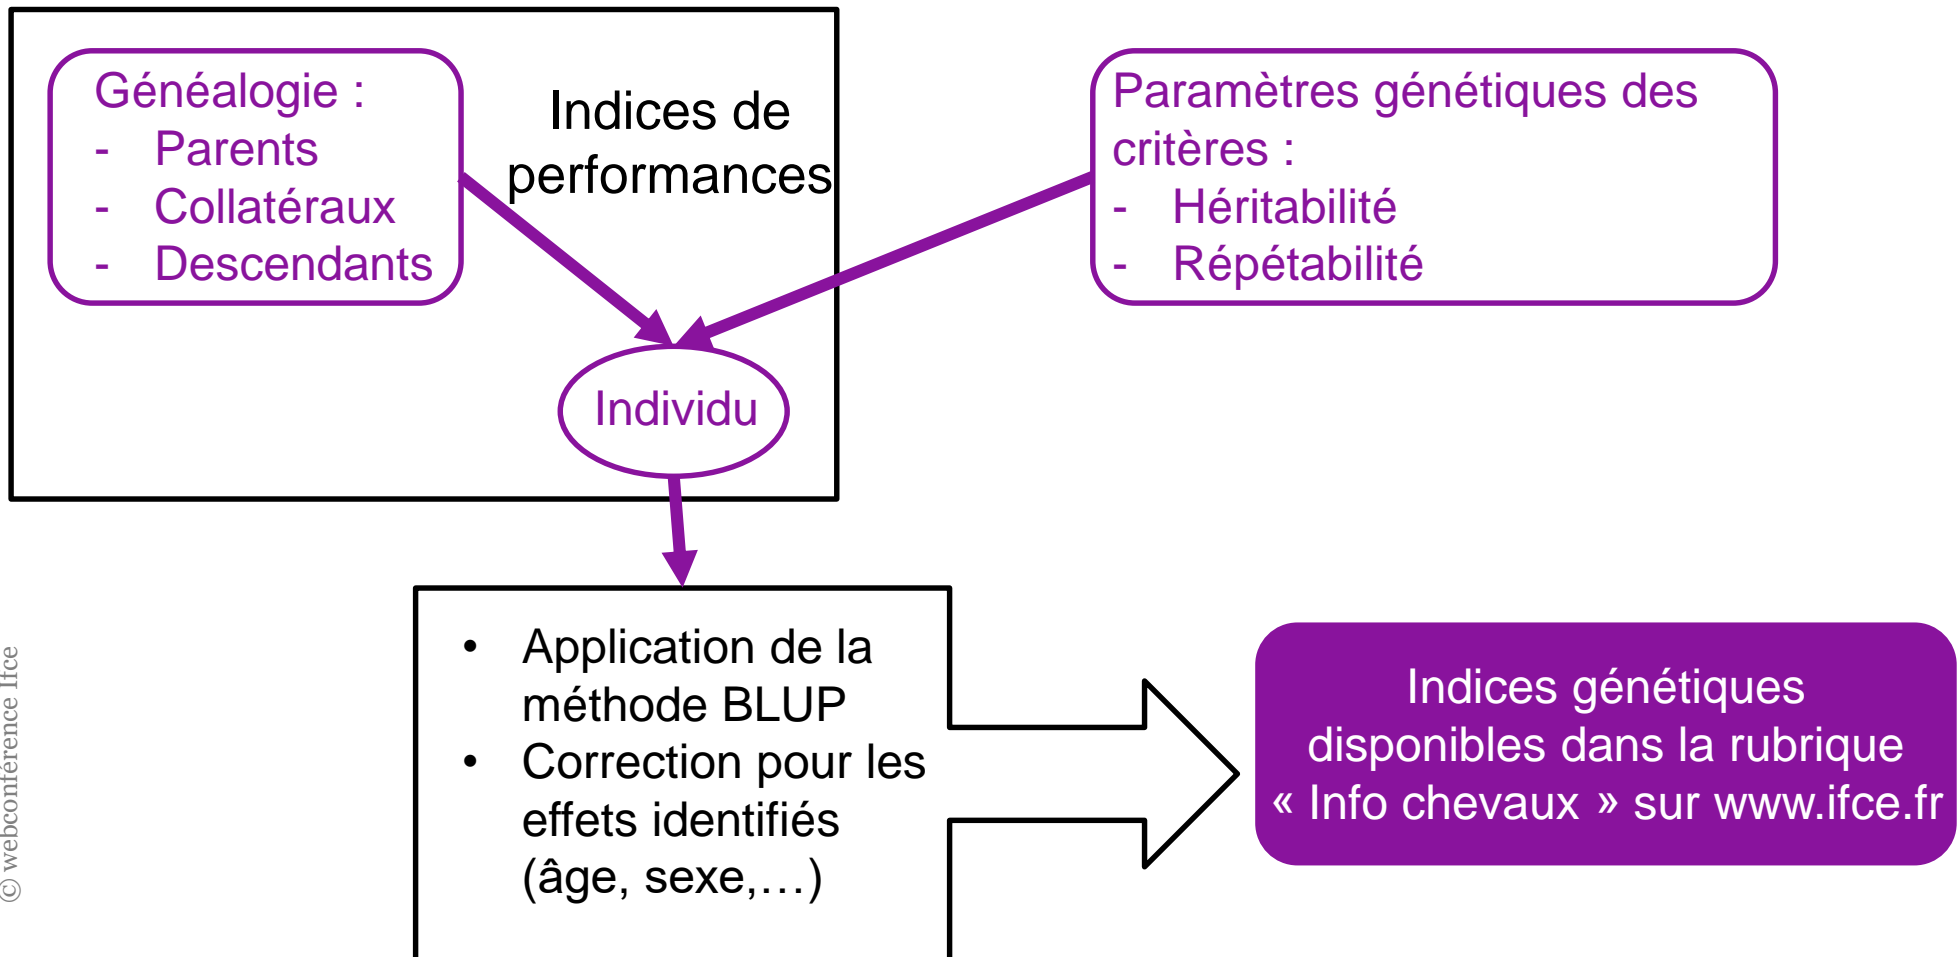 Généalogie :
- Parents
- Collatéraux
- Descendants
Indices de
performances
Paramètres génétiques des
critères :
- Héritabilité
- Répétabilité
Individu
• Application de la
méthode BLUP
• Correction pour les
effets identifiés
(âge, sexe,…)
Indices génétiques
disponibles dans la rubrique
« Info chevaux » sur www.ifce.fr
© webconférence Ifce